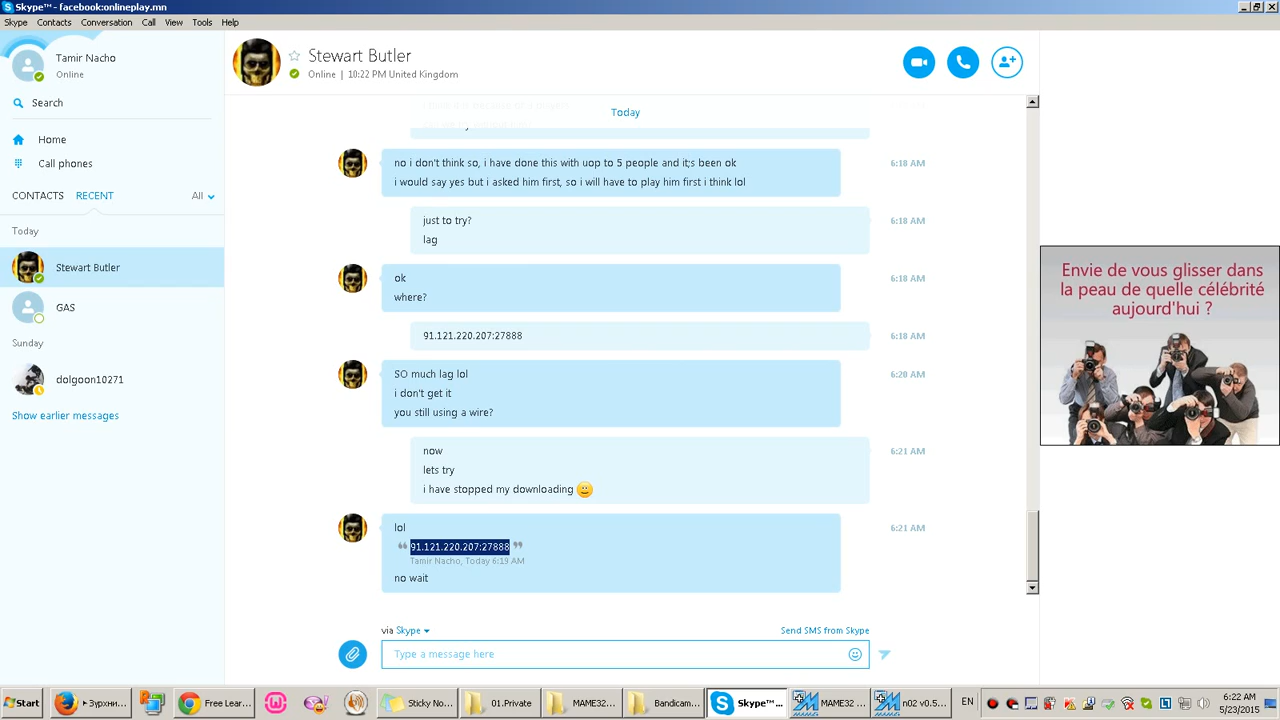 Skype™ - facebook:onlineplay.mn
Skype Contacts Conversation Call View Tools Help
Tamir Nacho
Online
Search
Home
Call phones
CONTACTS RECENT All
Today
Stewart Butler
GAS
Sunday
dolgoon10271
Show earlier messages
Stewart Butler
Online | 10:22 PM United Kingdom
Today
no i don't think so, i have done this with uop to 5 people and it;s been ok 6:18 AM
i would say yes but i asked him first, so i will have to play him first i think lol
just to try? 6:18 AM
lag
ok 6:18 AM
where?
91.121.220.207:27888 6:18 AM
SO much lag lol 6:20 AM
i don't get it
you still using a wire?
now 6:21 AM
lets try
i have stopped my downloading
lol 6:21 AM
“ 91.121.220.207:27888 ”
Tamir Nacho, Today 6:19 AM
no wait
via Skype Send SMS from Skype
Type a message here
Envie de vous glisser dans
la peau de quelle célébrité
aujourd'hui ?
Start Зурхни... Free Lear... Sticky No... 01.Private MAME32... Bandicam... Skype™... MAME32 ... n02 v0.5... EN 6:22 AM
5/23/2015